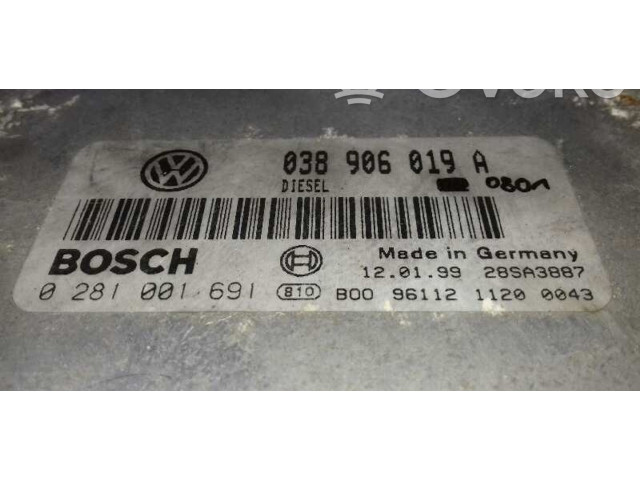 038 906 019 A
DIESEL
0801
BOSCH
Made in Germany
12.01.99 28SA3887
0 281 001 691 810 B00 96112 1120 0043